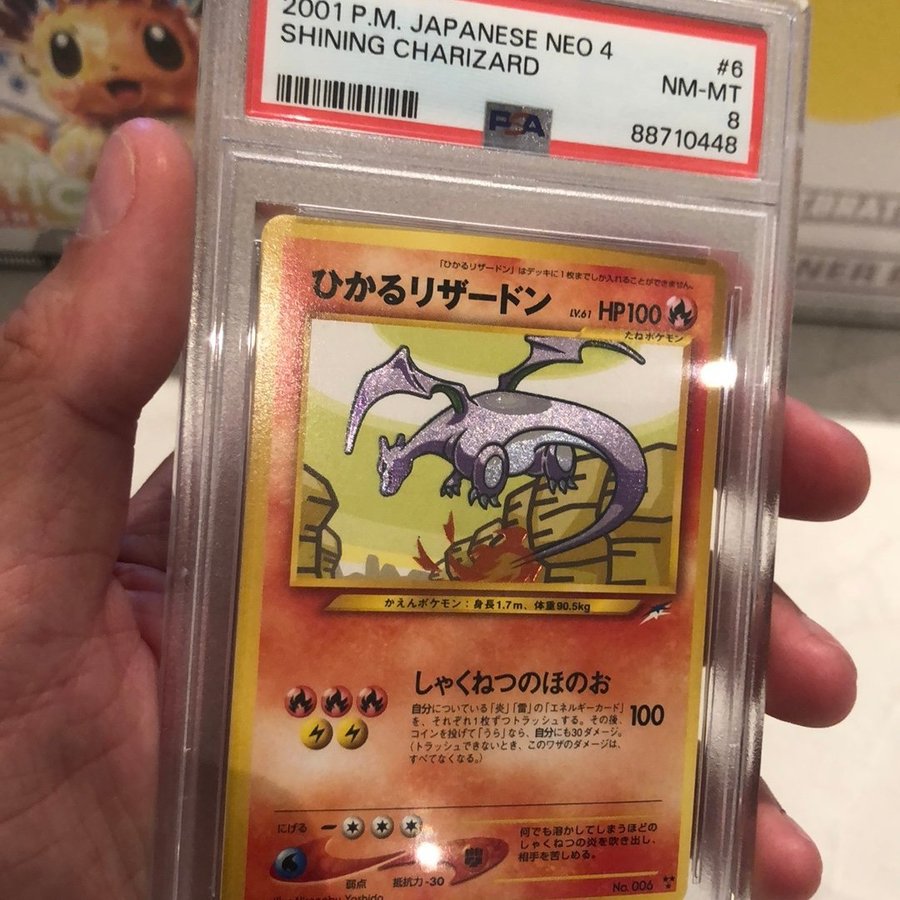 2001 P.M. JAPANESE NEO 4
#6
SHINING CHARIZARD
NM-MT
8
PSA
88710448
「ひかるリザードン」はデッキに1枚までしか入れることができません。
ひかるリザードン
LV.61
HP100
たねポケモン
かえんポケモン：身長1.7m、体重90.5kg
しゃくねつのほのお
自分についている「炎」「雷」の「エネルギーカード」
を、それぞれ1枚ずつトラッシュする。その後、
コインを投げて「うら」なら、自分にも30ダメージ。
（トラッシュできないとき、このワザのダメージは、
すべてなくなる。）
100
にげる
何でも溶かしてしまうほどの
しゃくねつの炎を吹き出し、
相手を苦しめる。
弱点
抵抗力-30
No. 006